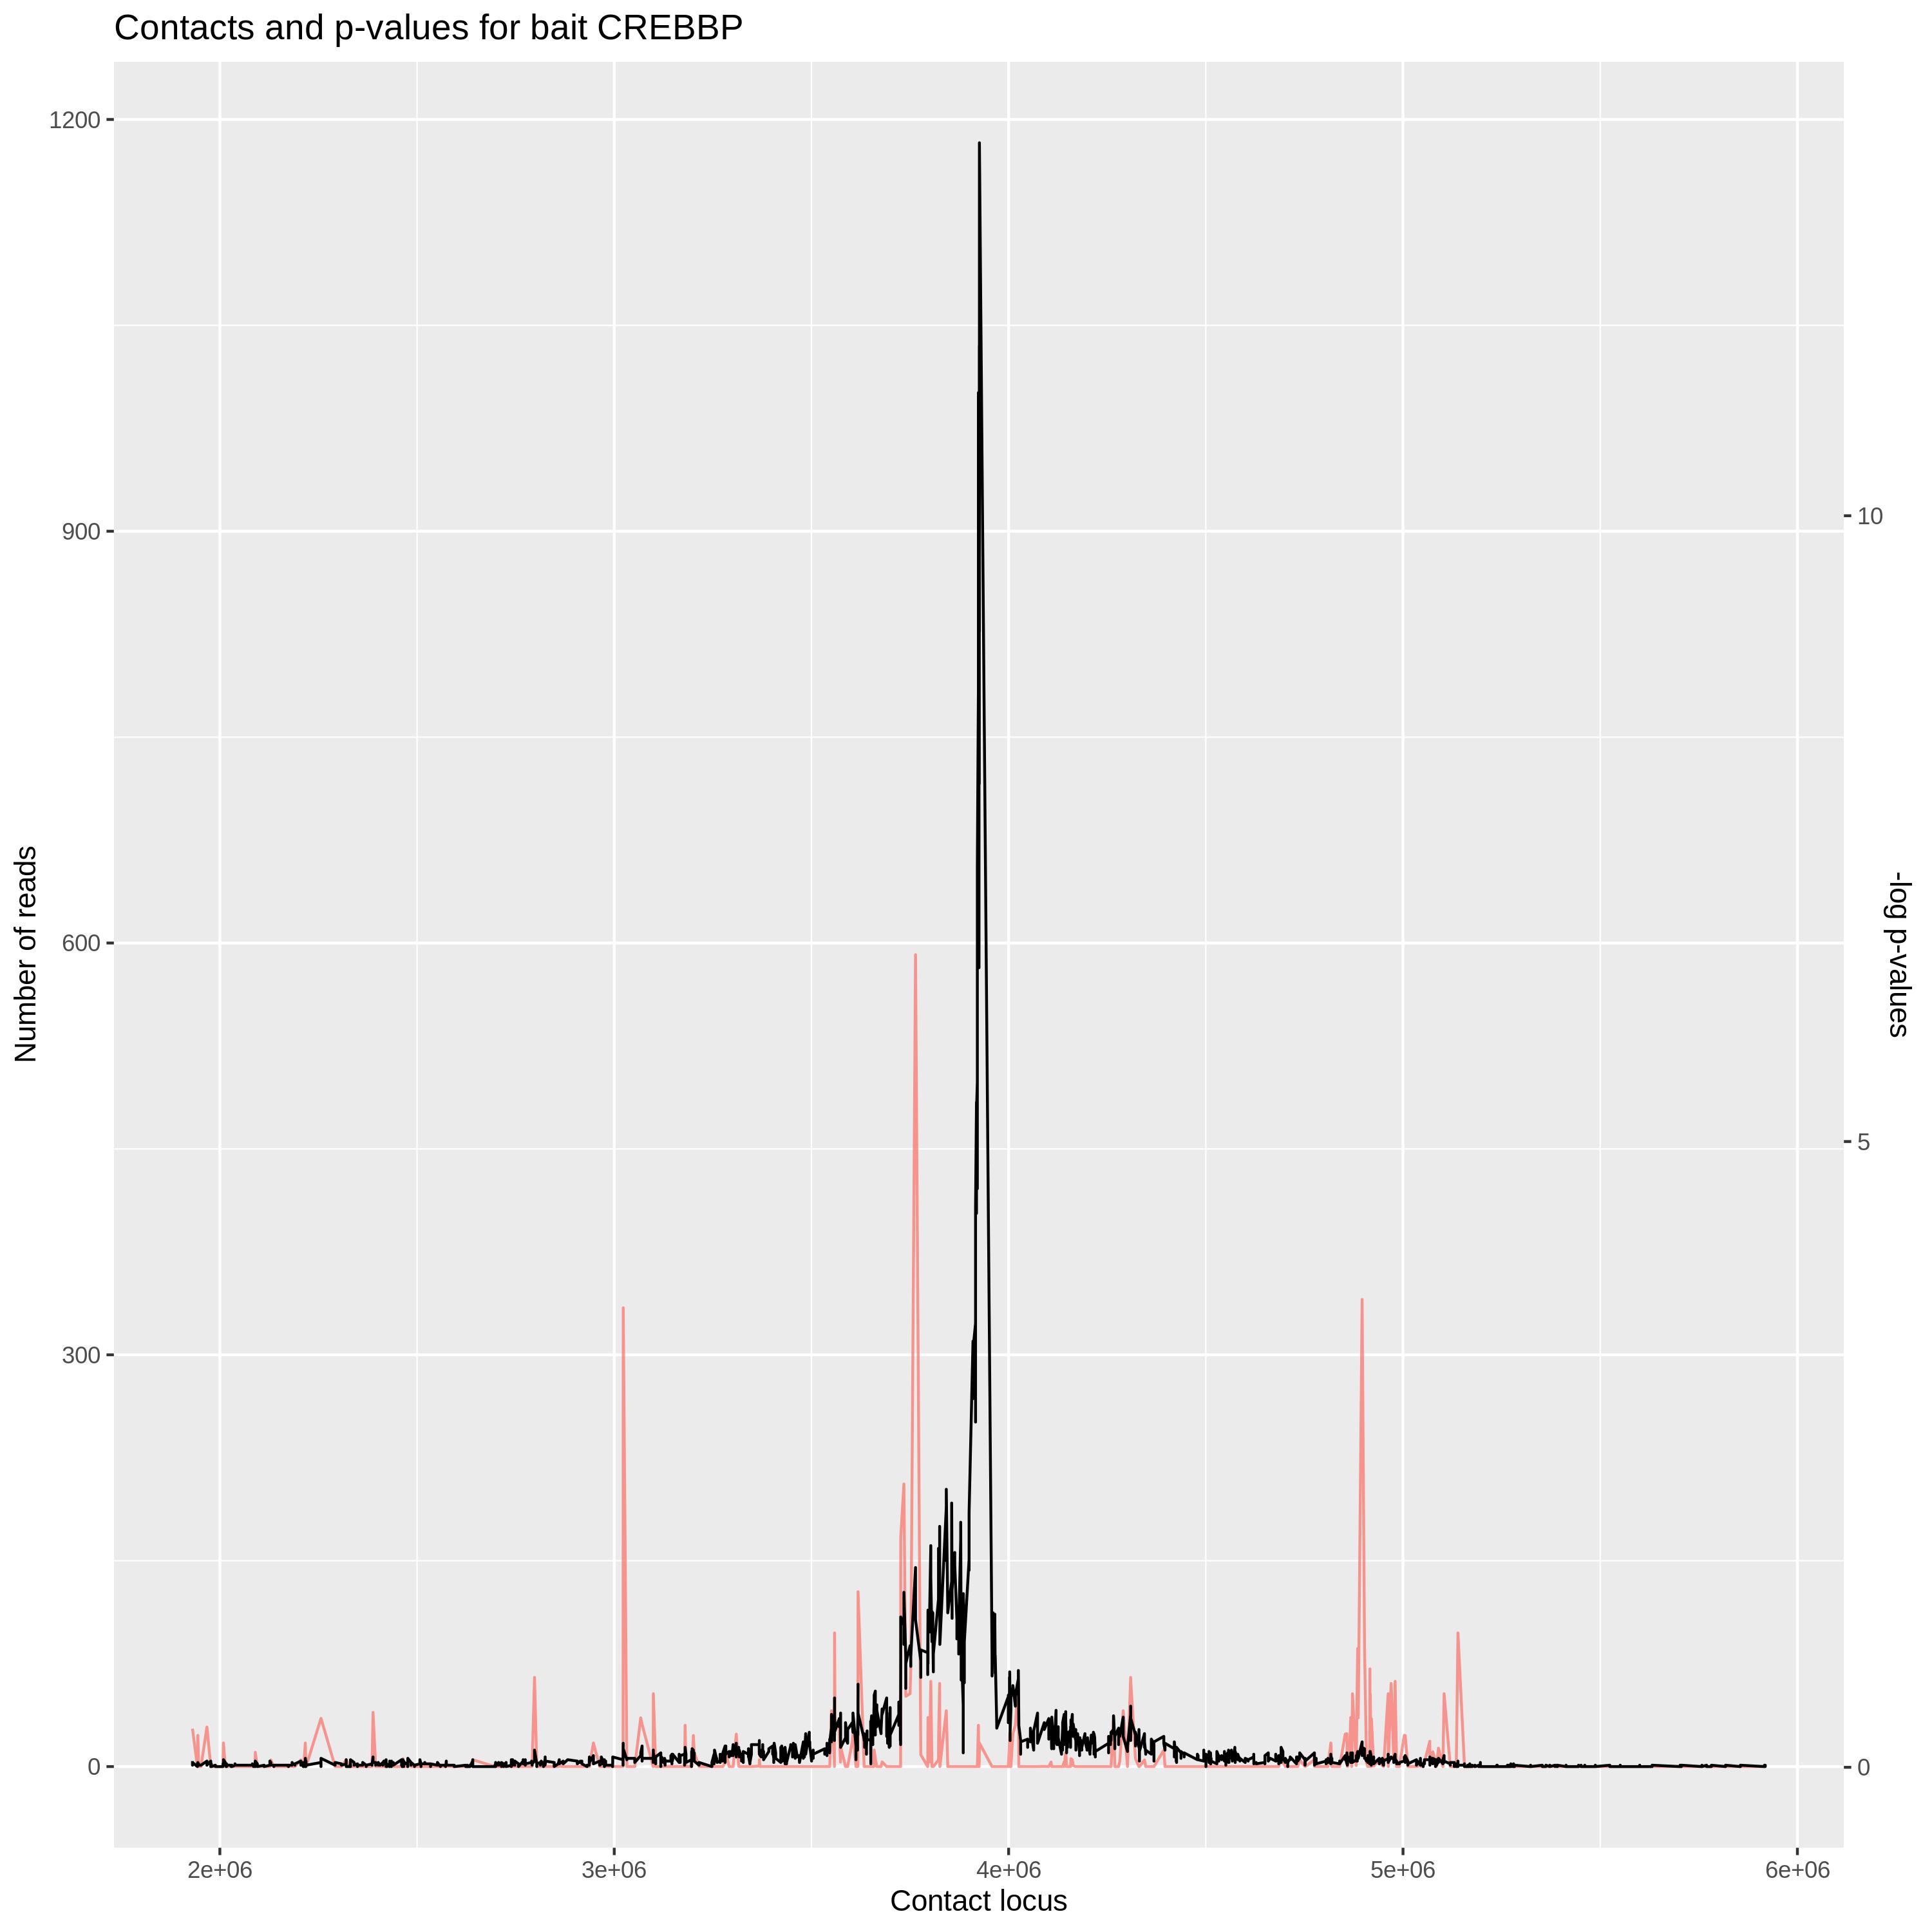 Contacts and p-values for bait CREBBP
1200
900
600
300
0
Number of reads
10
5
0
-log p-values
2e+06 3e+06 4e+06 5e+06 6e+06
Contact locus